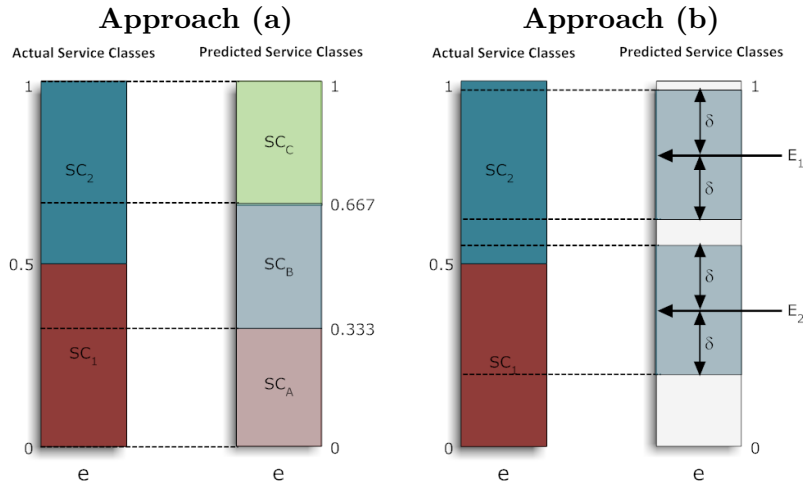 Approach (a)
Actual Service Classes
Predicted Service Classes
1
1
SC2
SCC
0.667
0.5
SCB
0.333
SC1
SCA
0
0
e
e
Approach (b)
Actual Service Classes
Predicted Service Classes
1
1
δ
E1
SC2
δ
0.5
δ
E2
δ
SC1
0
0
e
e